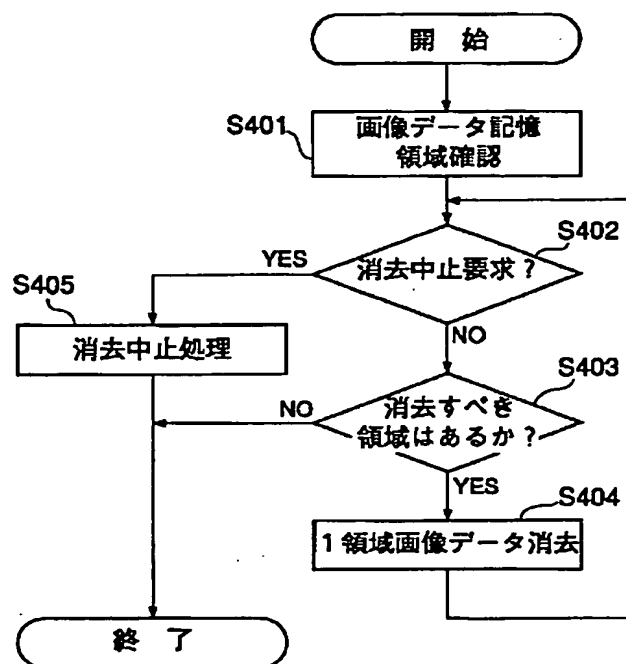 開 始
S401
画像データ記憶
領域確認
S402
消去中止要求？
YES
NO
S405
消去中止処理
S403
消去すべき
領域はあるか？
NO
YES
S404
1領域画像データ消去
終 了